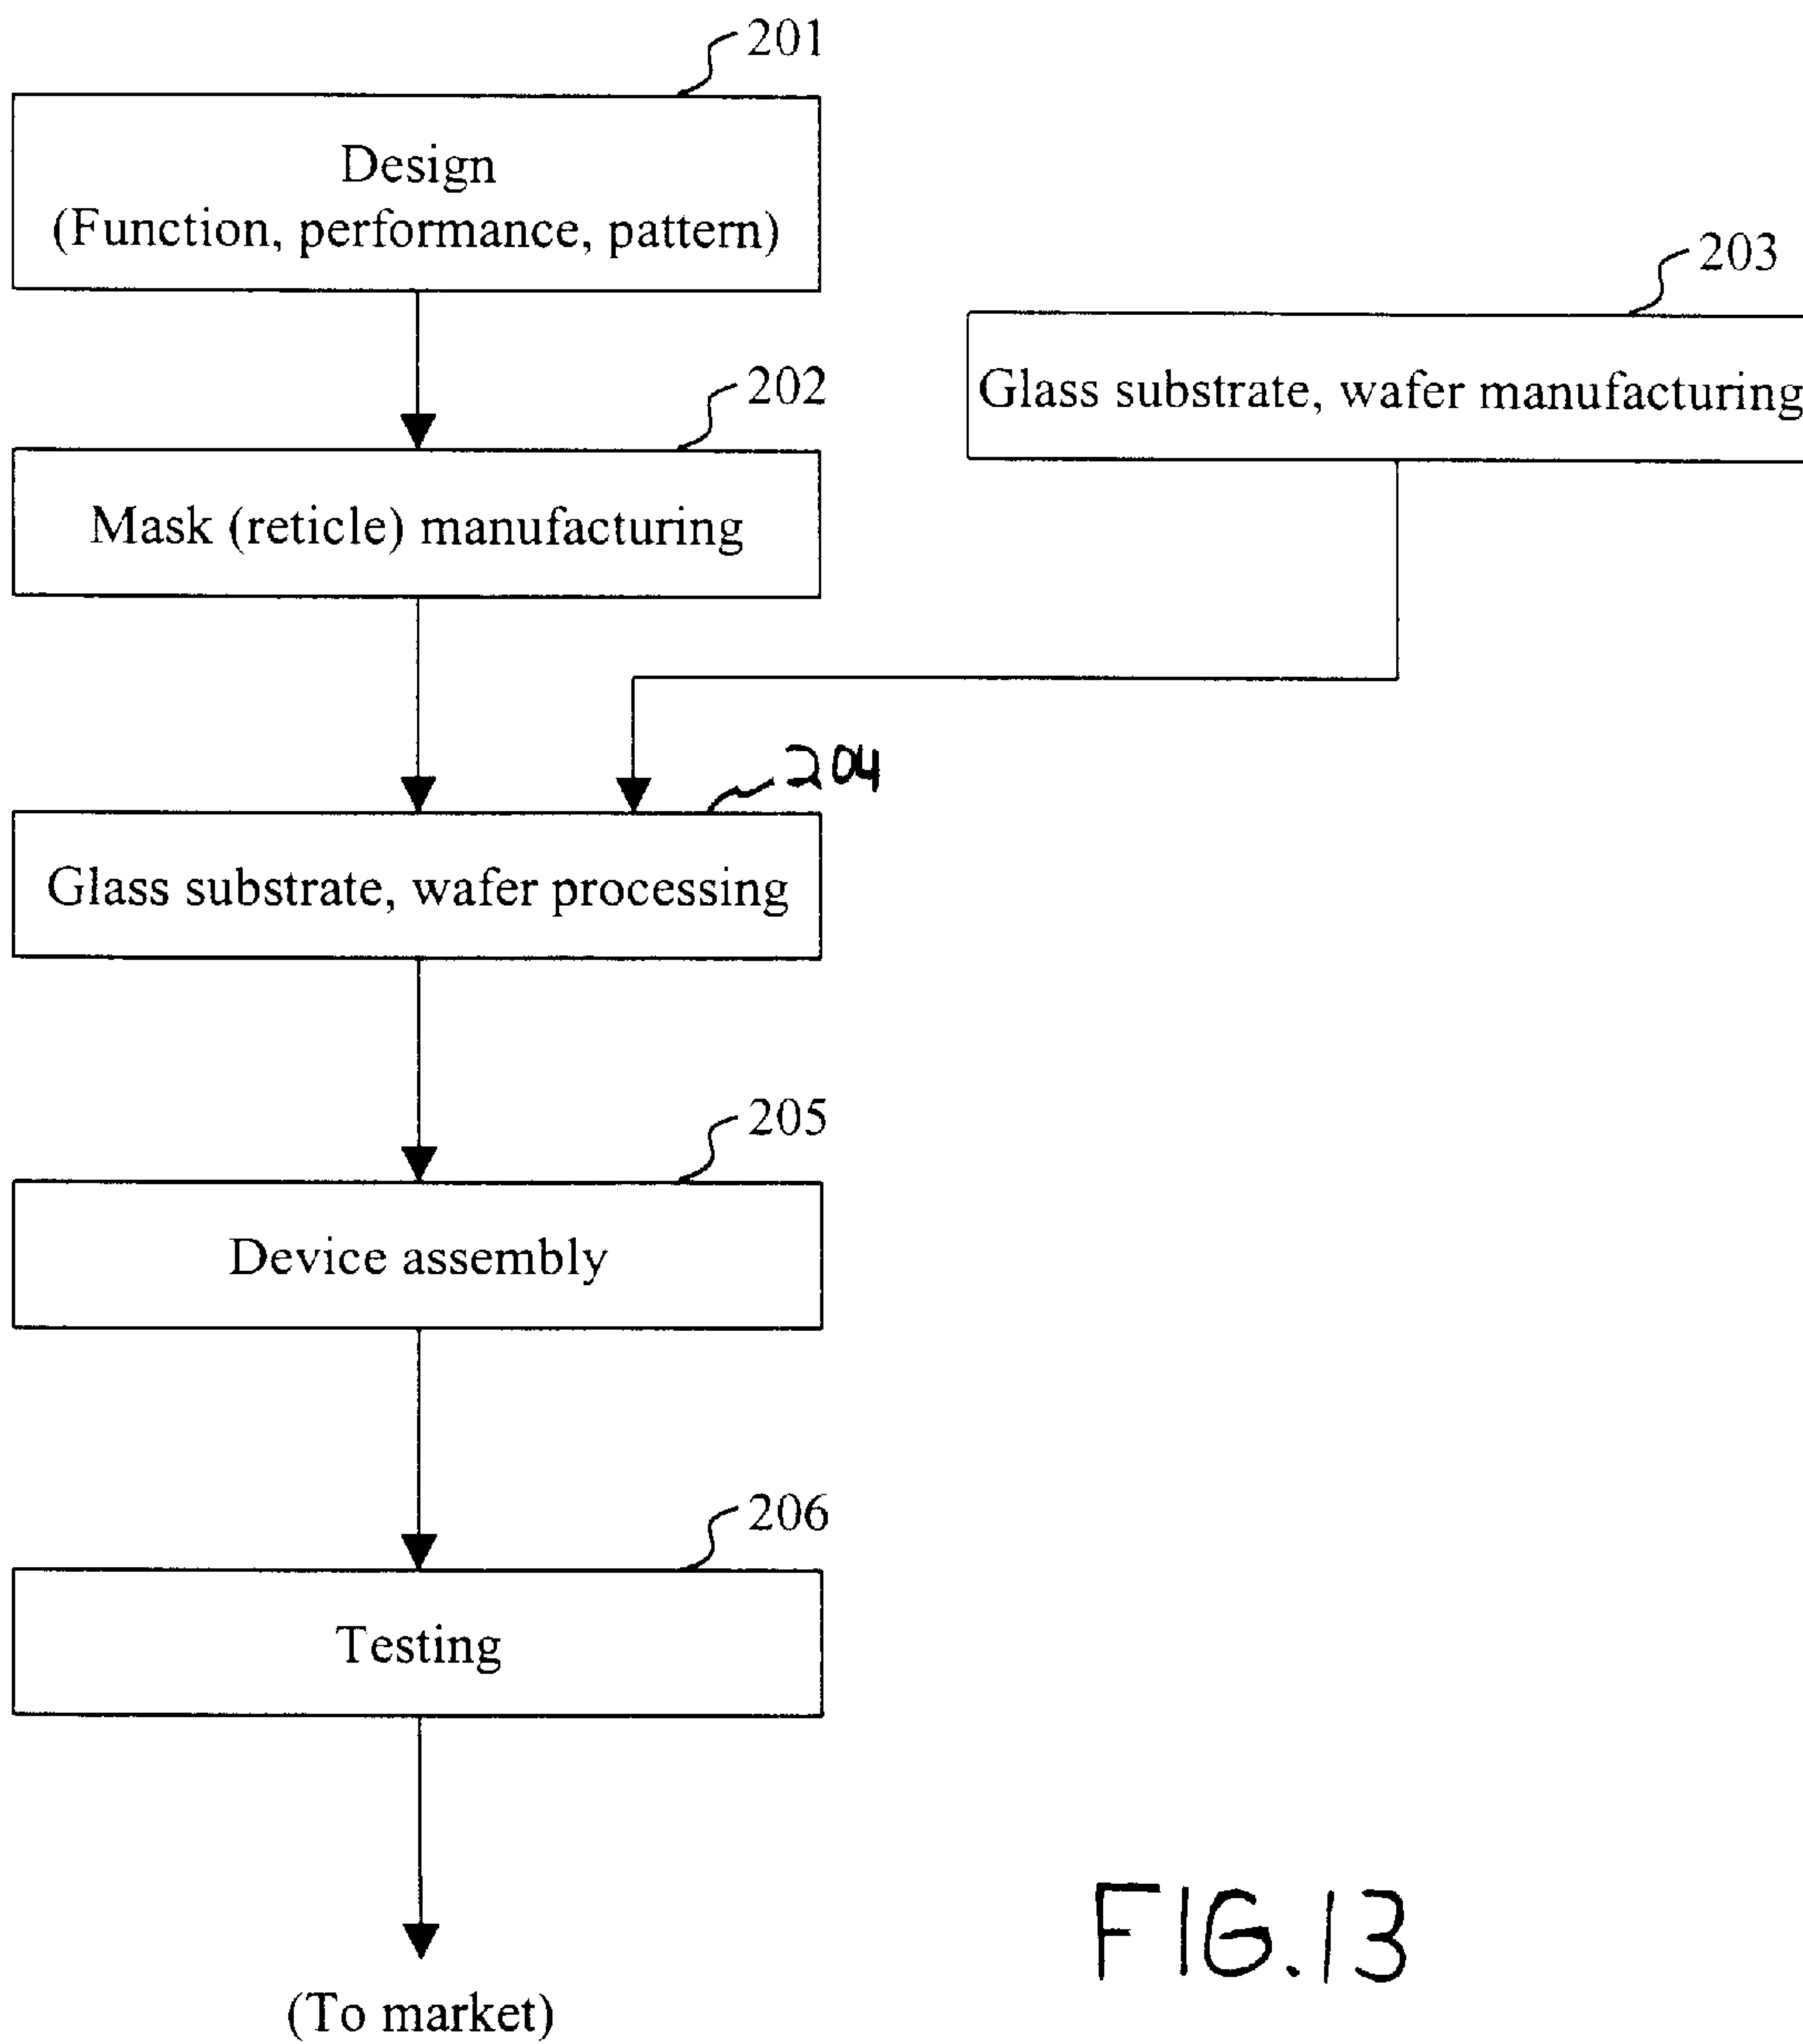 201
Design
(Function, performance, pattern)
203
Glass substrate, wafer manufacturing
202
Mask (reticle) manufacturing
204
Glass substrate, wafer processing
205
Device assembly
206
Testing
(To market)
FIG.13